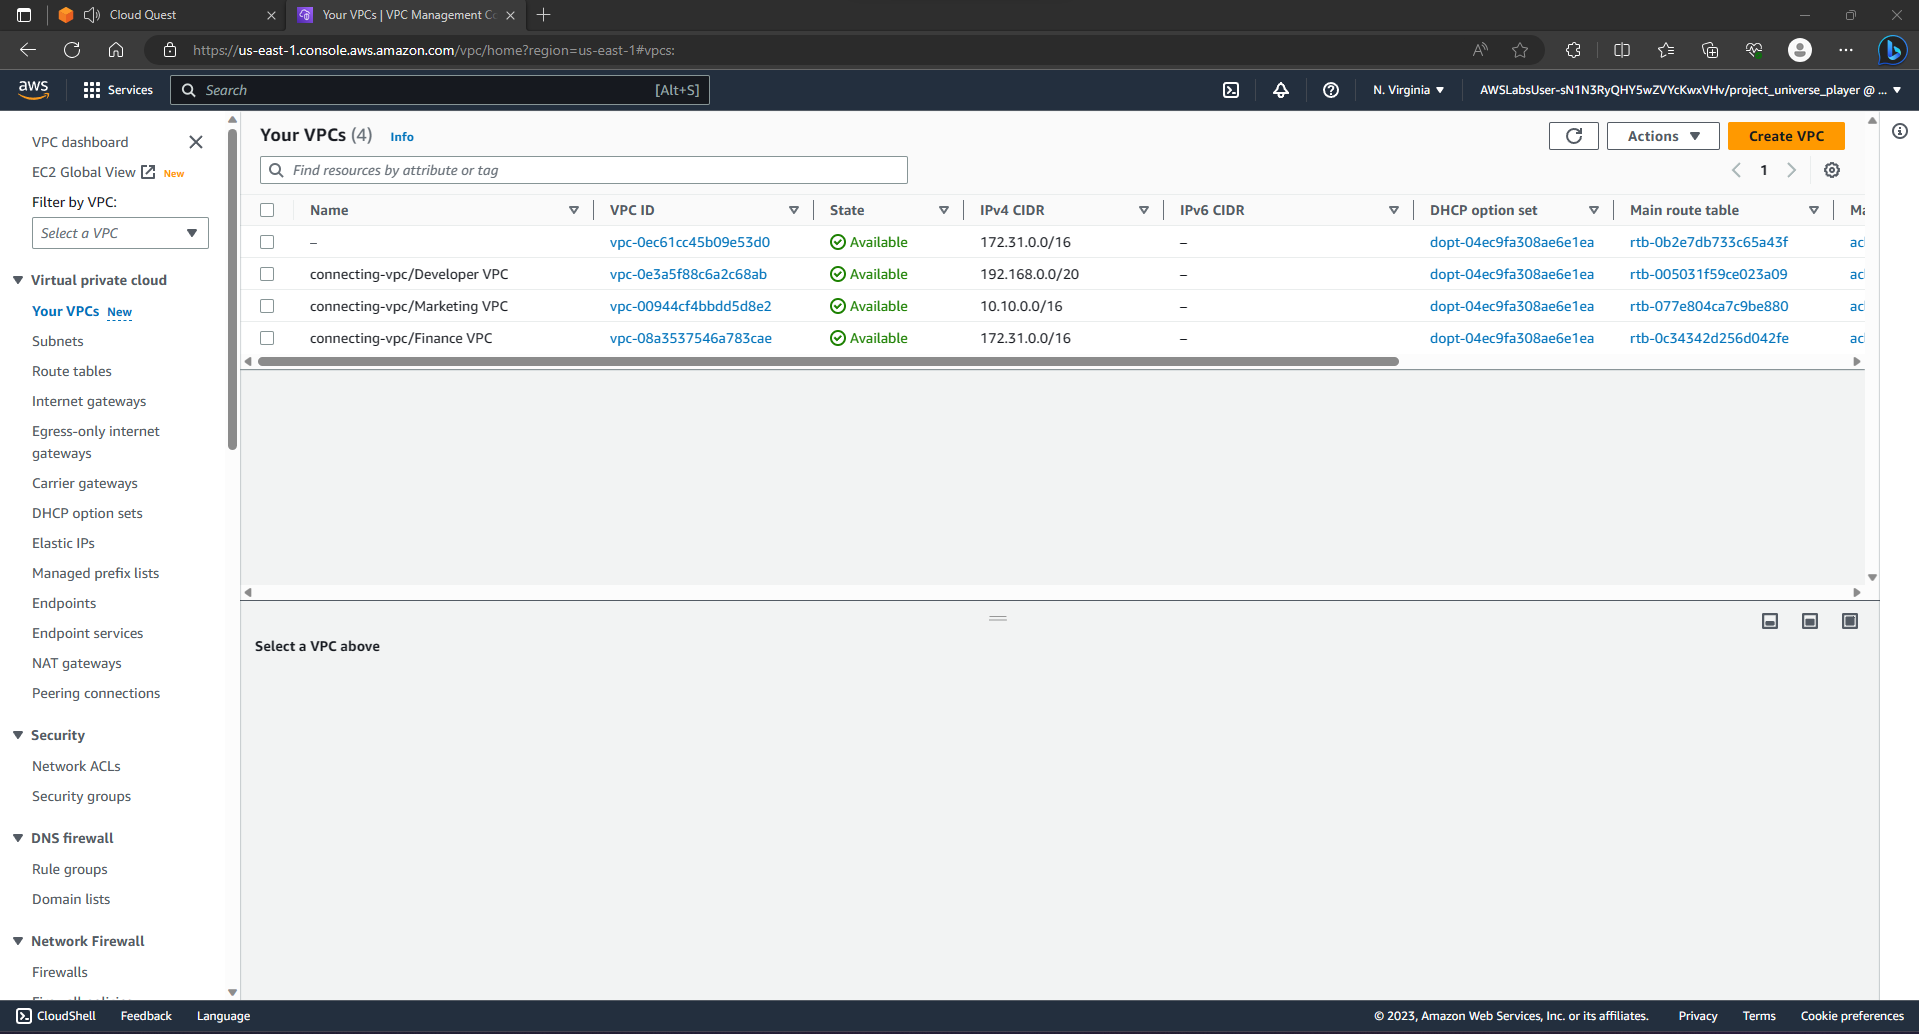 Cloud Quest
Your VPCs | VPC Management Co
https://us-east-1.console.aws.amazon.com/vpc/home?region=us-east-1#vpcs:
aws
Services
Search
[Alt+S]
N. Virginia
AWSLabsUser-sN1N3RyQHY5wZVYcKwxVHv/project_universe_player @ ...
VPC dashboard
EC2 Global View New
Filter by VPC:
Select a VPC
Virtual private cloud
Your VPCs New
Subnets
Route tables
Internet gateways
Egress-only internet
gateways
Carrier gateways
DHCP option sets
Elastic IPs
Managed prefix lists
Endpoints
Endpoint services
NAT gateways
Peering connections
Security
Network ACLs
Security groups
DNS firewall
Rule groups
Domain lists
Network Firewall
Firewalls
Your VPCs (4) Info
Actions
Create VPC
Find resources by attribute or tag
1
Name VPC ID State IPv4 CIDR IPv6 CIDR DHCP option set Main route table
– vpc-0ec61cc45b09e53d0 Available 172.31.0.0/16 – dopt-04ec9fa308ae6e1ea rtb-0b2e7db733c65a43f
connecting-vpc/Developer VPC vpc-0e3a5f88c6a2c68ab Available 192.168.0.0/20 – dopt-04ec9fa308ae6e1ea rtb-005031f59ce023a09
connecting-vpc/Marketing VPC vpc-00944cf4bbdd5d8e2 Available 10.10.0.0/16 – dopt-04ec9fa308ae6e1ea rtb-077e804ca7c9be880
connecting-vpc/Finance VPC vpc-08a3537546a783cae Available 172.31.0.0/16 – dopt-04ec9fa308ae6e1ea rtb-0c34342d256d042fe
Select a VPC above
CloudShell
Feedback
Language
© 2023, Amazon Web Services, Inc. or its affiliates.
Privacy
Terms
Cookie preferences